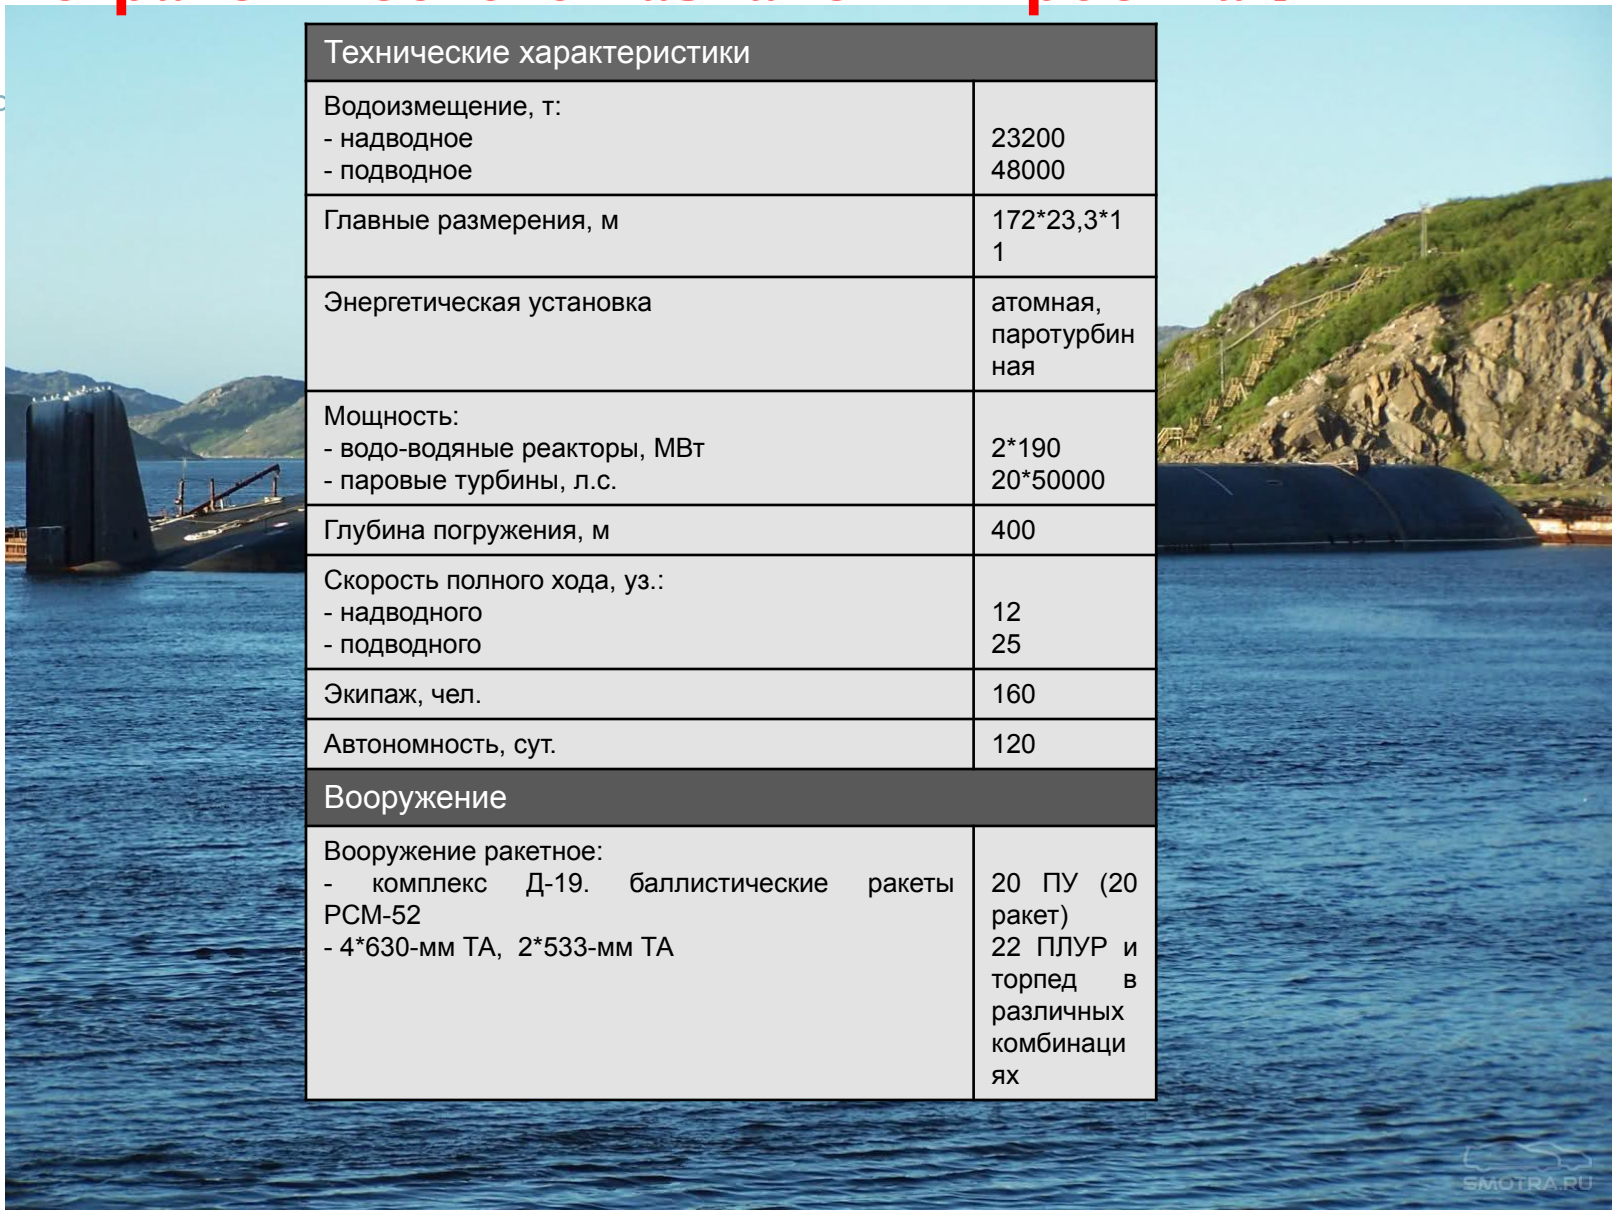 Технические характеристики
Водоизмещение, т:
- надводное 23200
- подводное 48000
Главные размерения, м 172*23,3*1
1
Энергетическая установка атомная,
паротурбин
ная
Мощность:
- водо-водяные реакторы, МВт 2*190
- паровые турбины, л.с. 20*50000
Глубина погружения, м 400
Скорость полного хода, уз.:
- надводного 12
- подводного 25
Экипаж, чел. 160
Автономность, сут. 120
Вооружение
Вооружение ракетное:
- комплекс Д-19. баллистические ракеты 20 ПУ (20
РСМ-52 ракет)
- 4*630-мм ТА, 2*533-мм ТА 22 ПЛУР и
торпед в
различных
комбинаци
ях
SMOTRA.RU